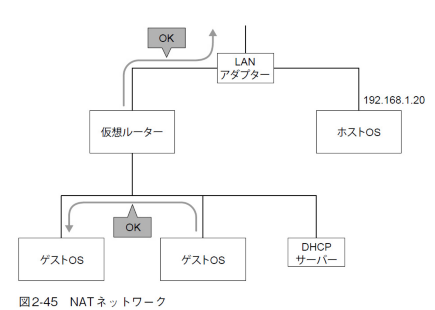 OK
LAN
アダプター
192.168.1.20
仮想ルーター
ホストOS
OK
ゲストOS
ゲストOS
DHCP
サーバー
図2-45 NATネットワーク